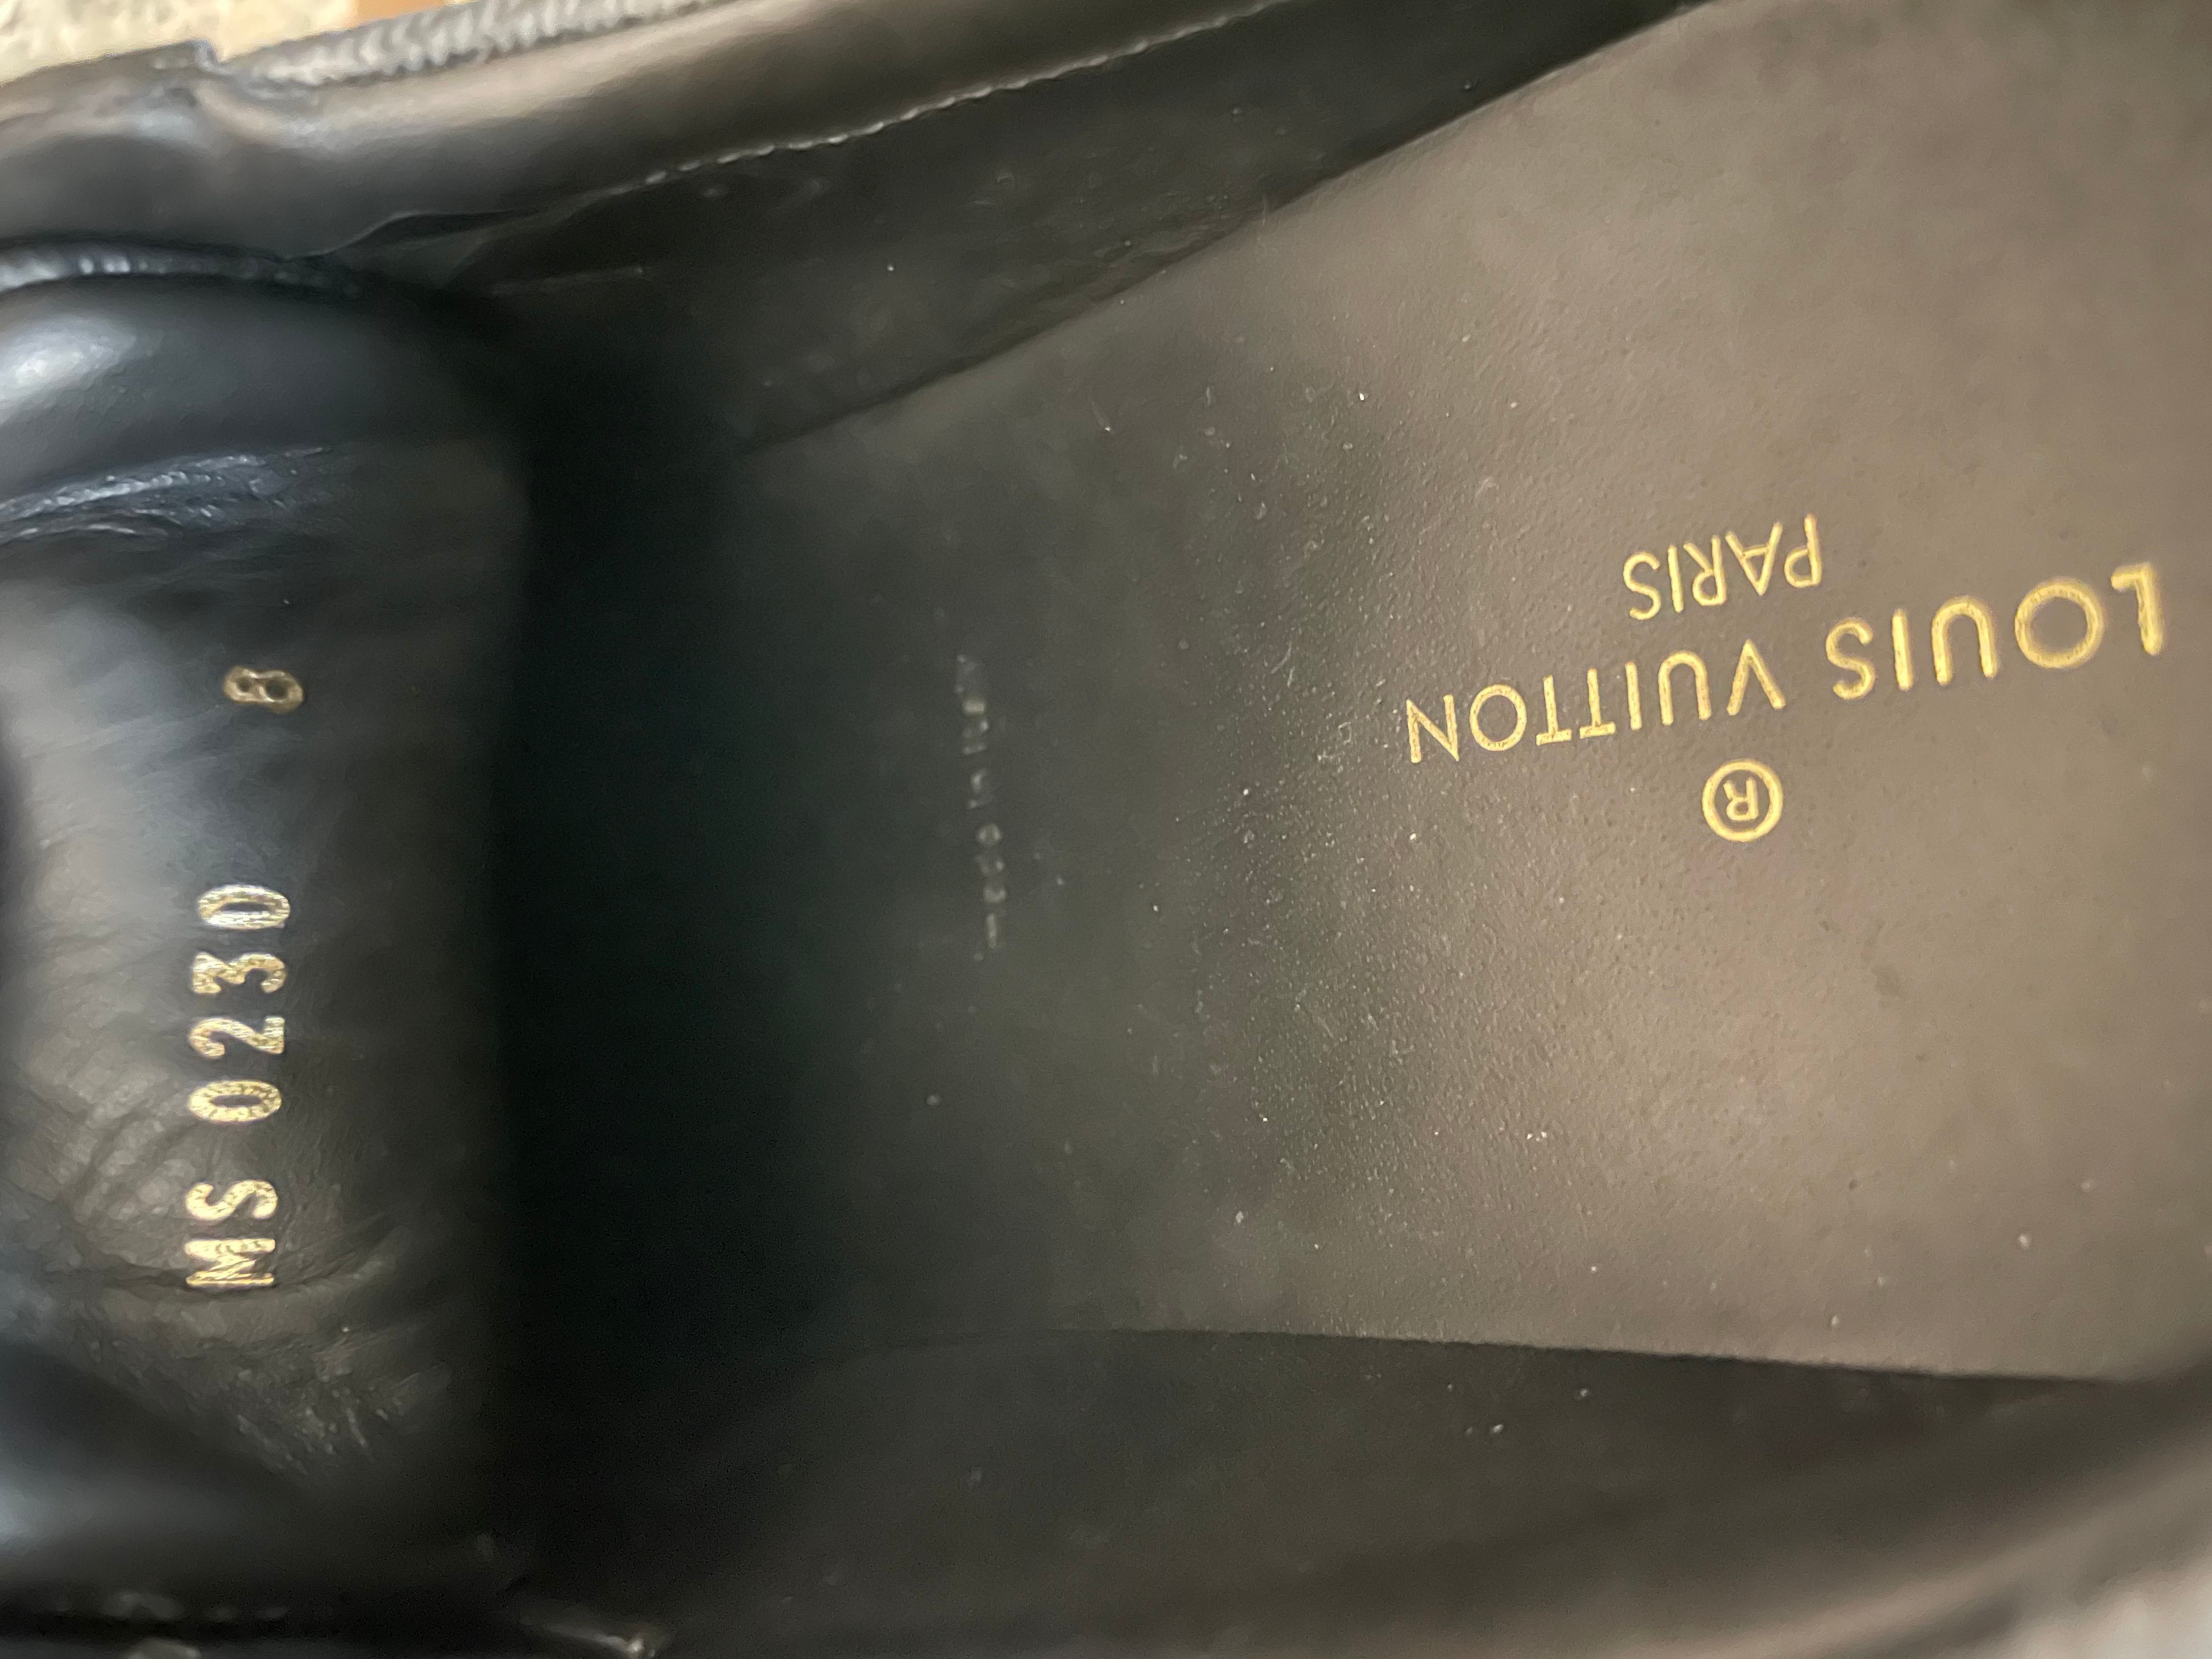 ®
LOUIS VUITTON
PARIS
MS 0230 8